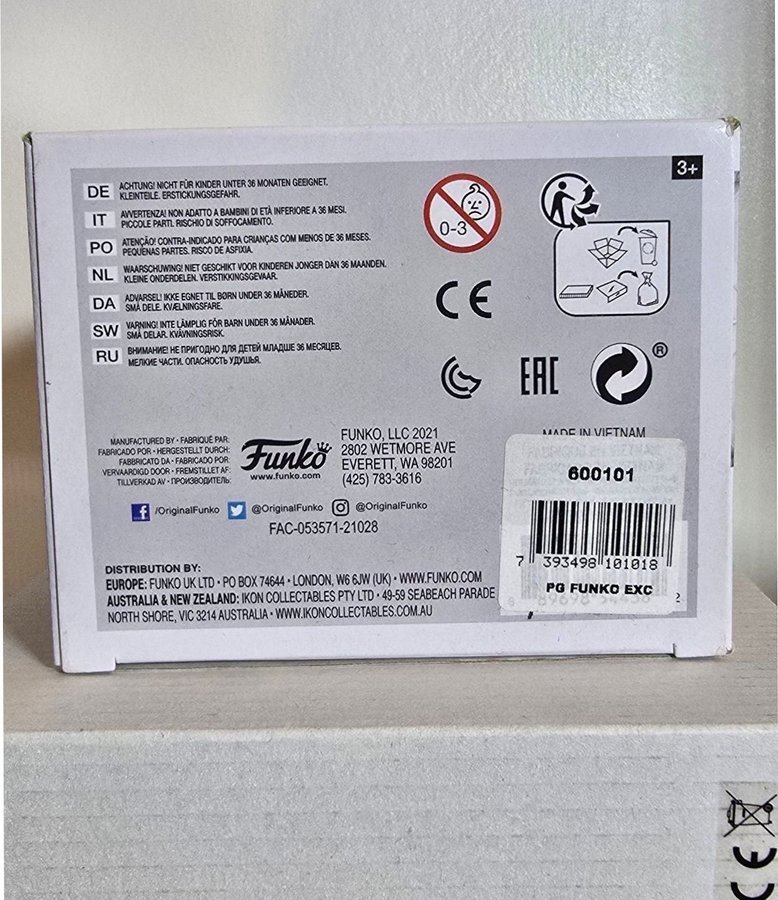 3+
DE ACHTUNG! NICHT FÜR KINDER UNTER 36 MONATEN GEEIGNET.
KLEINTEILE. ERSTICKUNGSGEFAHR.
IT AVVERTENZA! NON ADATTO A BAMBINI DI ETÀ INFERIORE A 36 MESI.
PICCOLE PARTI. RISCHIO DI SOFFOCAMENTO.
PO ATENÇÃO! CONTRA-INDICADO PARA CRIANÇAS COM MENOS DE 36 MESES.
PEQUENAS PARTES. RISCO DE ASFIXIA.
NL WAARSCHUWING! NIET GESCHIKT VOOR KINDEREN JONGER DAN 36 MAANDEN.
KLEINE ONDERDELEN. VERSTIKKINGSGEVAAR.
DA ADVARSEL! IKKE EGNET TIL BØRN UNDER 36 MÅNEDER.
SMÅ DELE. KVÆLNINGSFARE.
SW VARNING! INTE LÄMPLIG FÖR BARN UNDER 36 MÅNADER.
SMÅ DELAR. KVÄVNINGSRISK.
RU ВНИМАНИЕ! НЕ ПРИГОДНО ДЛЯ ДЕТЕЙ МЛАДШЕ 36 МЕСЯЦЕВ.
МЕЛКИЕ ЧАСТИ. ОПАСНОСТЬ УДУШЬЯ.
0-3
CE
EAC
®
MANUFACTURED BY • FABRIQUÉ PAR:
FABRICADO POR • HERGESTELLT DURCH:
FABBRICATO DA • FABRICADO POR:
VERVAARDIGD DOOR • FREMSTILLET AF:
TILLVERKAD AV • ПРОИЗВОДИТЕЛЬ:
Funko
www.funko.com
FUNKO, LLC 2021
2802 WETMORE AVE
EVERETT, WA 98201
(425) 783-3616
MADE IN VIETNAM
/OriginalFunko @OriginalFunko @OriginalFunko
FAC-053571-21028
600101
7 393498 101018
PG FUNKO EXC
2
DISTRIBUTION BY:
EUROPE: FUNKO UK LTD • PO BOX 74644 • LONDON, W6 6JW (UK) • WWW.FUNKO.COM
AUSTRALIA & NEW ZEALAND: IKON COLLECTABLES PTY LTD • 49-59 SEABEACH PARADE
NORTH SHORE, VIC 3214 AUSTRALIA • WWW.IKONCOLLECTABLES.COM.AU
CE